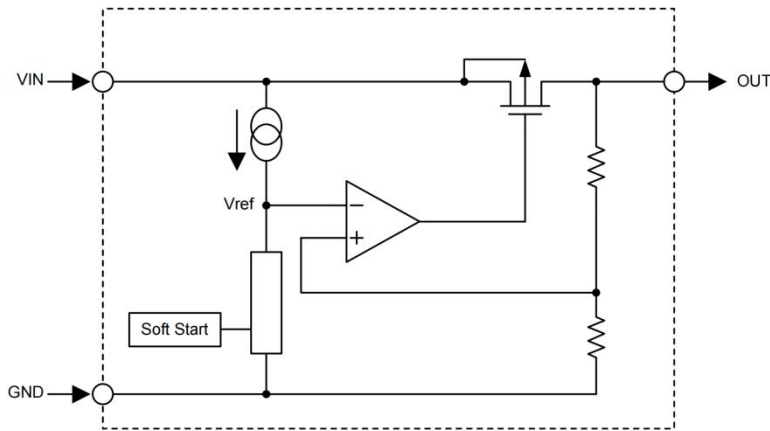 VIN
OUT
Vref
−
+
Soft Start
GND